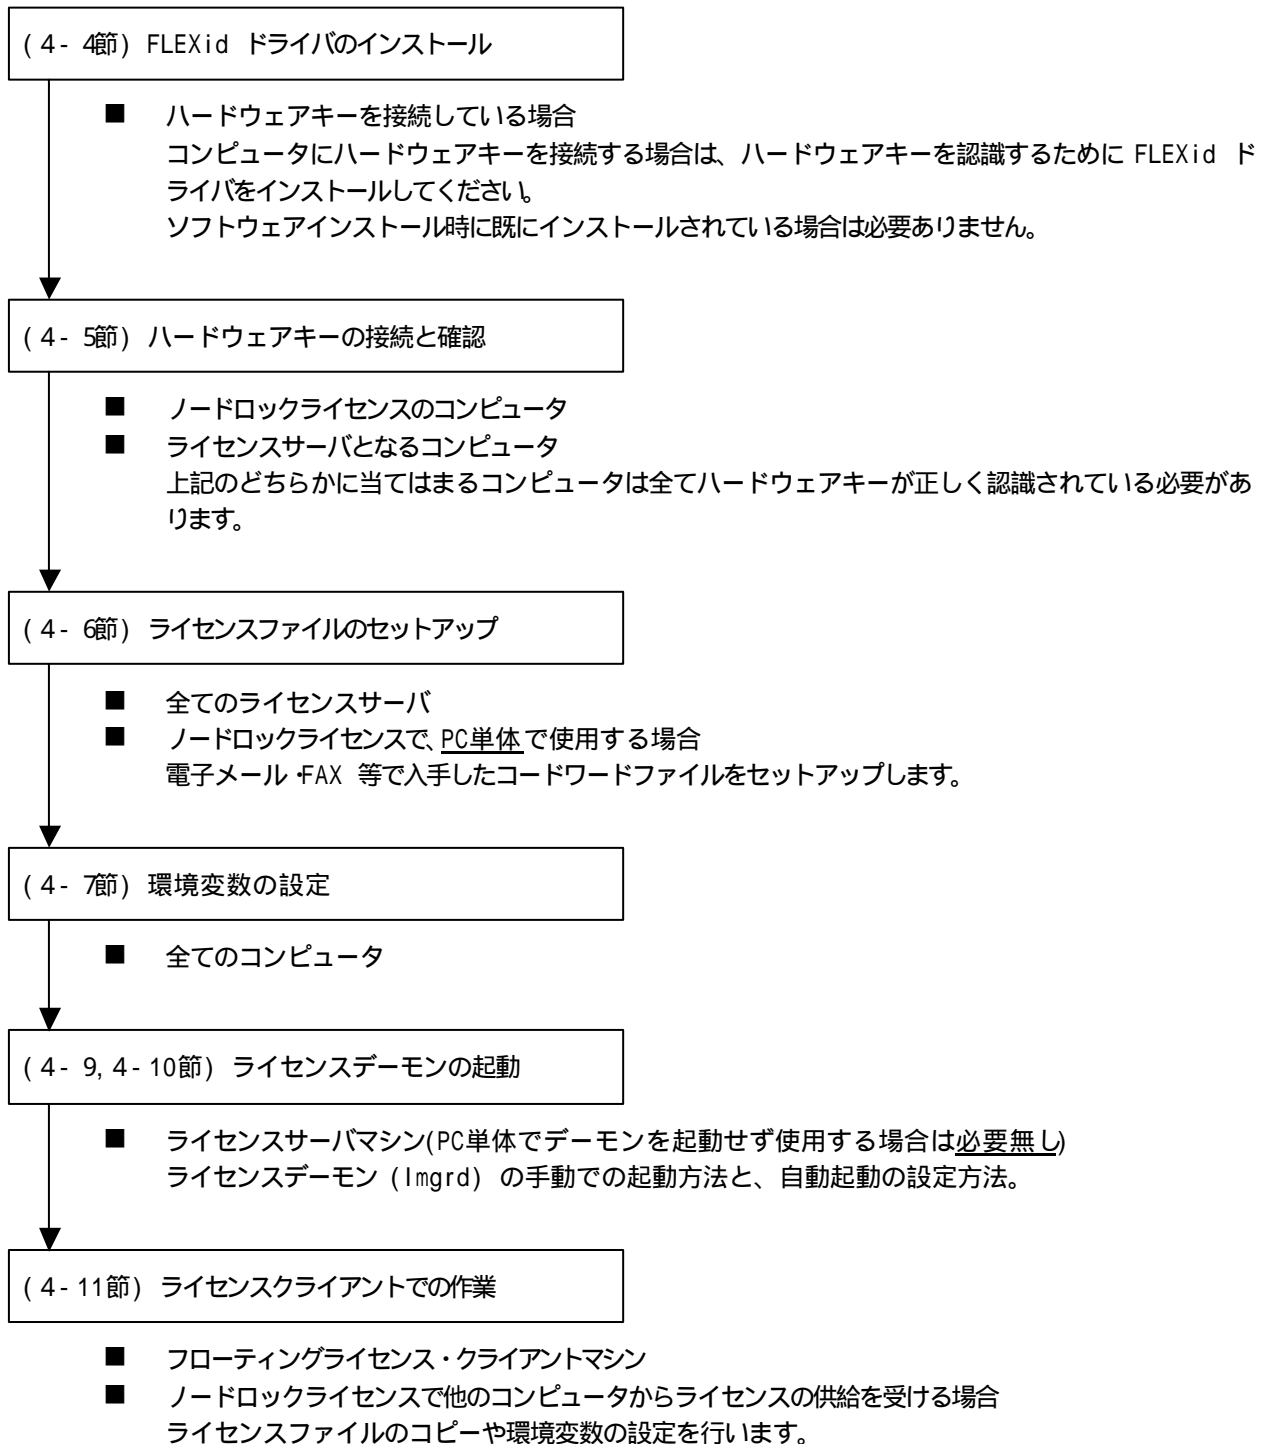 (4-4節) FLEXid ドライバのインストール
■ ハードウェアキーを接続している場合
コンピュータにハードウェアキーを接続する場合は、ハードウェアキーを認識するために FLEXid ド
ライバをインストールしてください。
ソフトウェアインストール時に既にインストールされている場合は必要ありません。
(4-5節) ハードウェアキーの接続と確認
■ ノードロックライセンスのコンピュータ
■ ライセンスサーバとなるコンピュータ
上記のどちらかに当てはまるコンピュータは全てハードウェアキーが正しく認識されている必要があ
ります。
(4-6節) ライセンスファイルのセットアップ
■ 全てのライセンスサーバ
■ ノードロックライセンスで、PC単体で使用する場合
電子メール・FAX 等で入手したコードワードファイルをセットアップします。
(4-7節) 環境変数の設定
■ 全てのコンピュータ
(4-9,4-10節) ライセンスデーモンの起動
■ ライセンスサーバマシン(PC単体でデーモンを起動せず使用する場合は必要無し)
ライセンスデーモン (lmgrd) の手動での起動方法と、自動起動の設定方法。
(4-11節) ライセンスクライアントでの作業
■ フローティングライセンス・クライアントマシン
■ ノードロックライセンスで他のコンピュータからライセンスの供給を受ける場合
ライセンスファイルのコピーや環境変数の設定を行います。